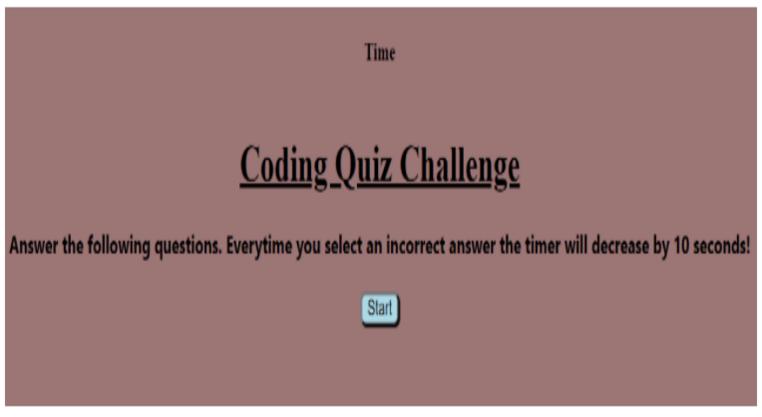 Time
Coding Quiz Challenge
Answer the following questions. Everytime you select an incorrect answer the timer will decrease by 10 seconds!
Start